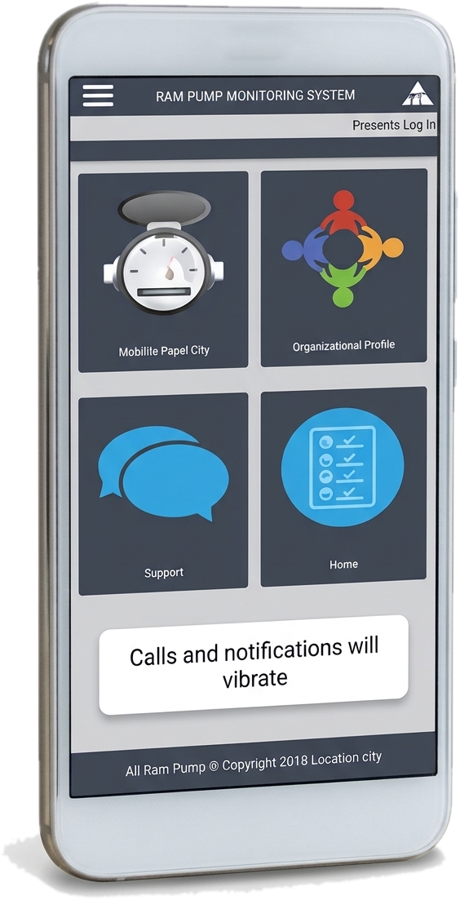 RAM PUMP MONITORING SYSTEM
Presents Log In
Mobilite Papel City
Organizational Profile
Support
Home
Calls and notifications will
vibrate
All Ram Pump ® Copyright 2018 Location city